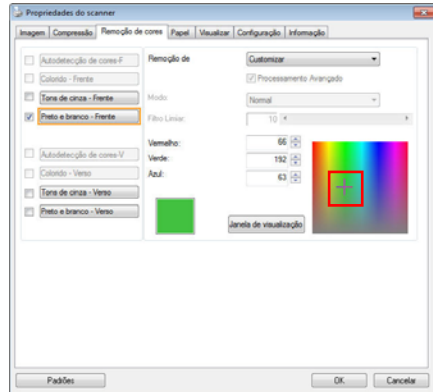 Propriedades do scanner
Imagem Compressão Remoção de cores Papel Visualizar Configuração Informação
Autodetecção de cores-F
Colorido - Frente
Tons de cinza - Frente
Preto e branco - Frente
Autodetecção de cores-V
Colorido - Verso
Tons de cinza - Verso
Preto e branco - Verso
Remoção de Customizar
Processamento Avançado
Modo: Normal
Filtro Limiar: 10
Vermelho: 66
Verde: 192
Azul: 63
Janela de visualização
Padrões OK Cancelar